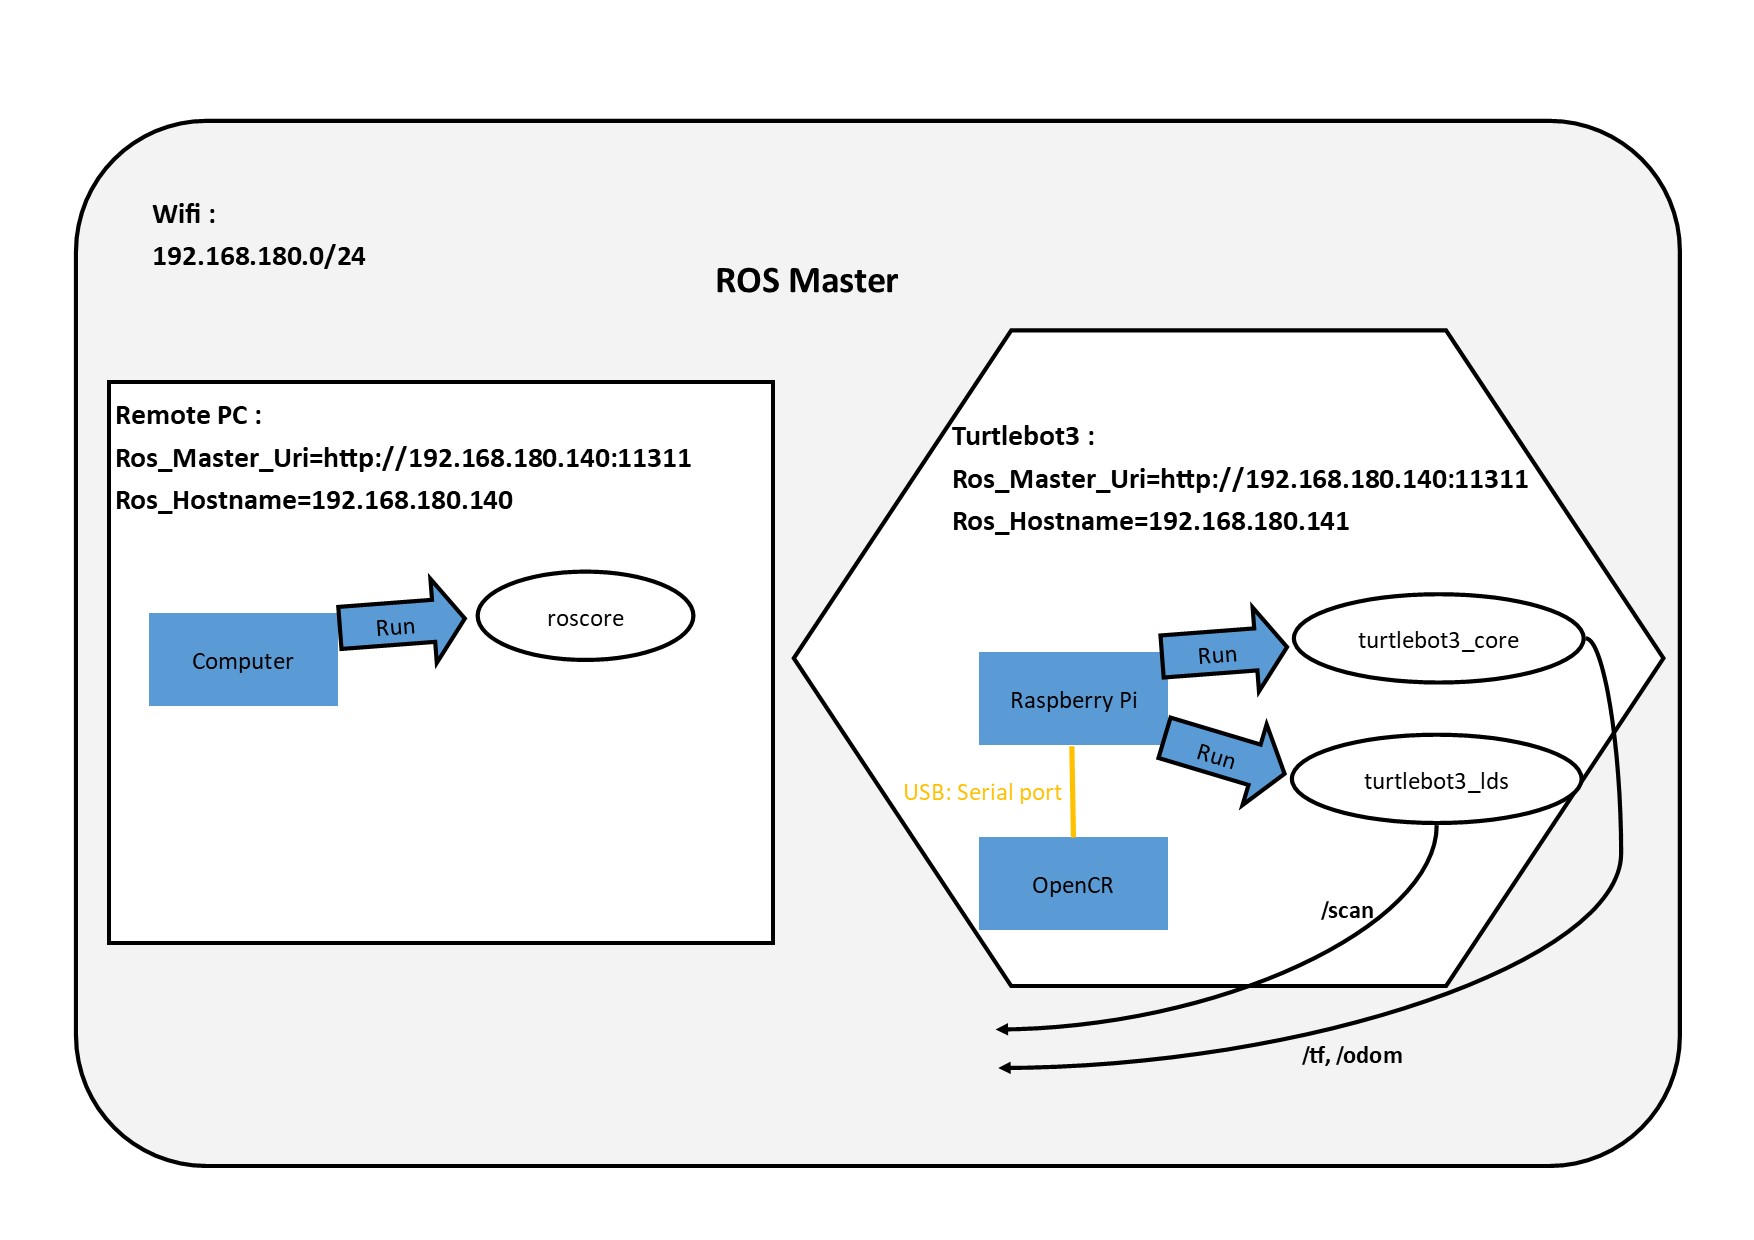 Wifi :
192.168.180.0/24
ROS Master
Remote PC :
Ros_Master_Uri=http://192.168.180.140:11311
Ros_Hostname=192.168.180.140
Computer
Run
roscore
Turtlebot3 :
Ros_Master_Uri=http://192.168.180.140:11311
Ros_Hostname=192.168.180.141
Raspberry Pi
Run
turtlebot3_core
Run
turtlebot3_lds
USB: Serial port
OpenCR
/scan
/tf, /odom